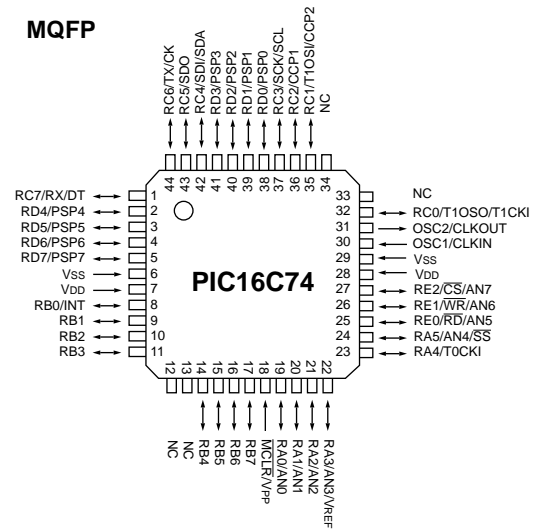 MQFP
RC6/TX/CK
RC5/SDO
RC4/SDI/SDA
RD3/PSP3
RD2/PSP2
RD1/PSP1
RD0/PSP0
RC3/SCK/SCL
RC2/CCP1
RC1/T1OSI/CCP2
NC
44
43
42
41
40
39
38
37
36
35
34
RC7/RX/DT 1
RD4/PSP4 2
RD5/PSP5 3
RD6/PSP6 4
RD7/PSP7 5
VSS 6
VDD 7
RB0/INT 8
RB1 9
RB2 10
RB3 11
PIC16C74
33 NC
32 RC0/T1OSO/T1CKI
31 OSC2/CLKOUT
30 OSC1/CLKIN
29 VSS
28 VDD
27 RE2/CS/AN7
26 RE1/WR/AN6
25 RE0/RD/AN5
24 RA5/AN4/SS
23 RA4/T0CKI
12
13
14
15
16
17
18
19
20
21
22
NC
NC
RB4
RB5
RB6
RB7
MCLR/VPP
RA0/AN0
RA1/AN1
RA2/AN2
RA3/AN3/VREF